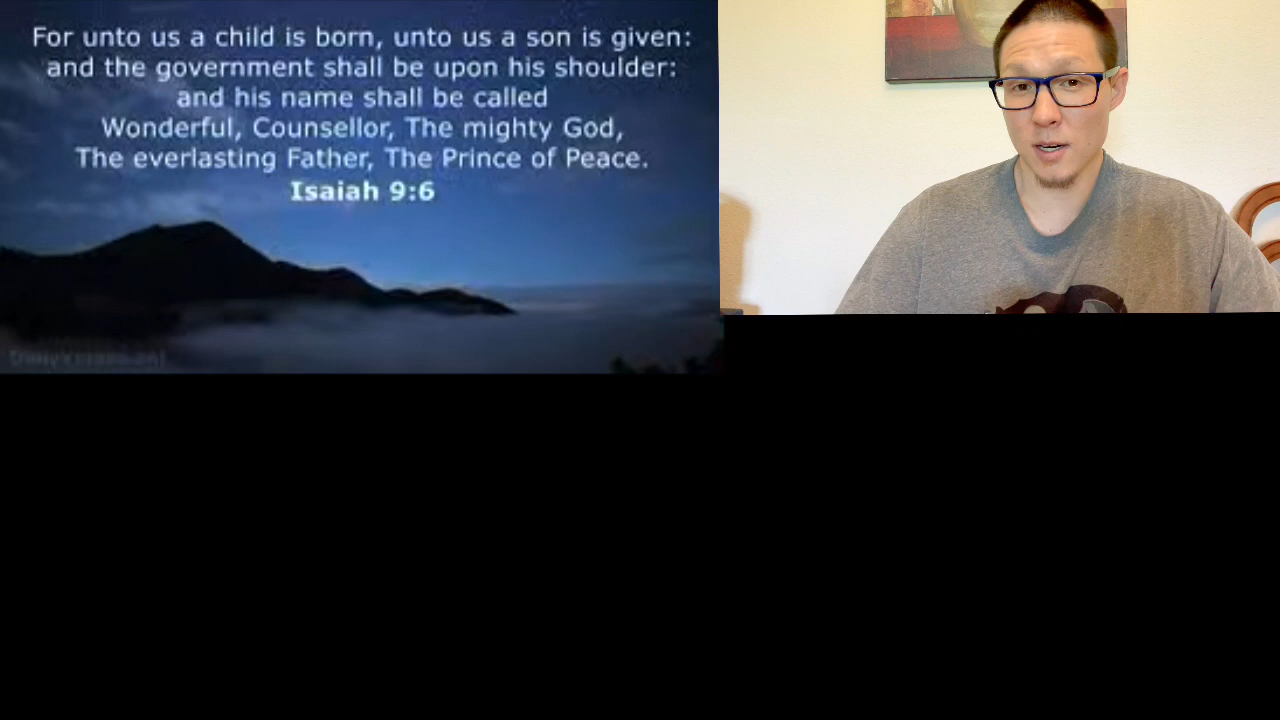 For unto us a child is born, unto us a son is given:
and the government shall be upon his shoulder:
and his name shall be called
Wonderful, Counsellor, The mighty God,
The everlasting Father, The Prince of Peace.
Isaiah 9:6